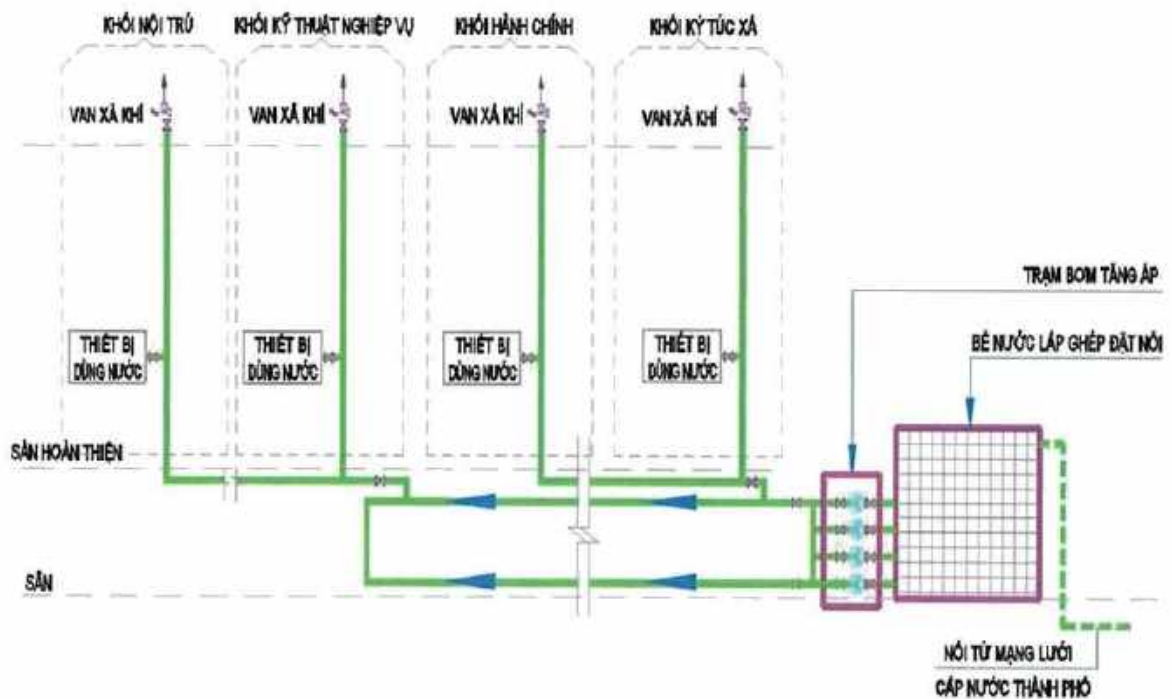 KHỐI NỘI TRÚ
KHỐI KỸ THUẬT NGHIỆP VỤ
KHỐI HÀNH CHÍNH
KHỐI KÝ TÚC XÁ
VAN XẢ KHÍ
VAN XẢ KHÍ
VAN XẢ KHÍ
VAN XẢ KHÍ
TRẠM BƠM TĂNG ÁP
BỂ NƯỚC LẮP GHÉP ĐẶT NỔI
THIẾT BỊ
DÙNG NƯỚC
THIẾT BỊ
DÙNG NƯỚC
THIẾT BỊ
DÙNG NƯỚC
THIẾT BỊ
DÙNG NƯỚC
SÀN HOÀN THIỆN
SÂN
NỐI TỪ MẠNG LƯỚI
CẤP NƯỚC THÀNH PHỐ